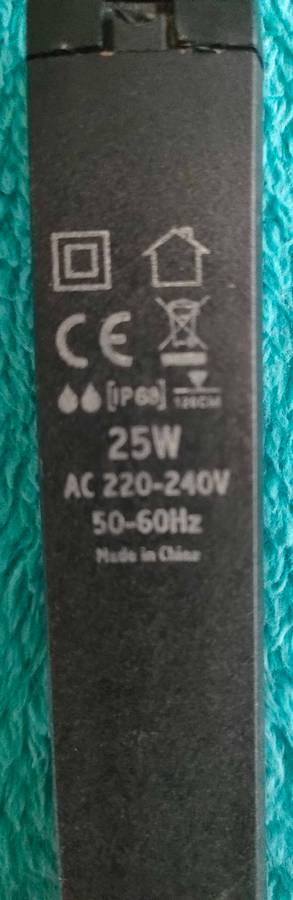 CE
[IP68]
120CM
25W
AC 220-240V
50-60Hz
Made in China